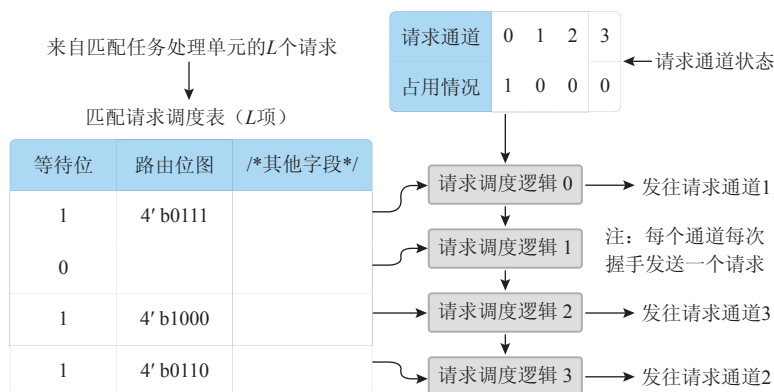 来自匹配任务处理单元的L个请求
匹配请求调度表（L项）
请求通道 0 1 2 3
占用情况 1 0 0 0
请求通道状态
等待位 路由位图 /*其他字段*/
1 4' b0111
0
1 4' b1000
1 4' b0110
请求调度逻辑 0
发往请求通道1
请求调度逻辑 1
注：每个通道每次
握手发送一个请求
请求调度逻辑 2
发往请求通道3
请求调度逻辑 3
发往请求通道2